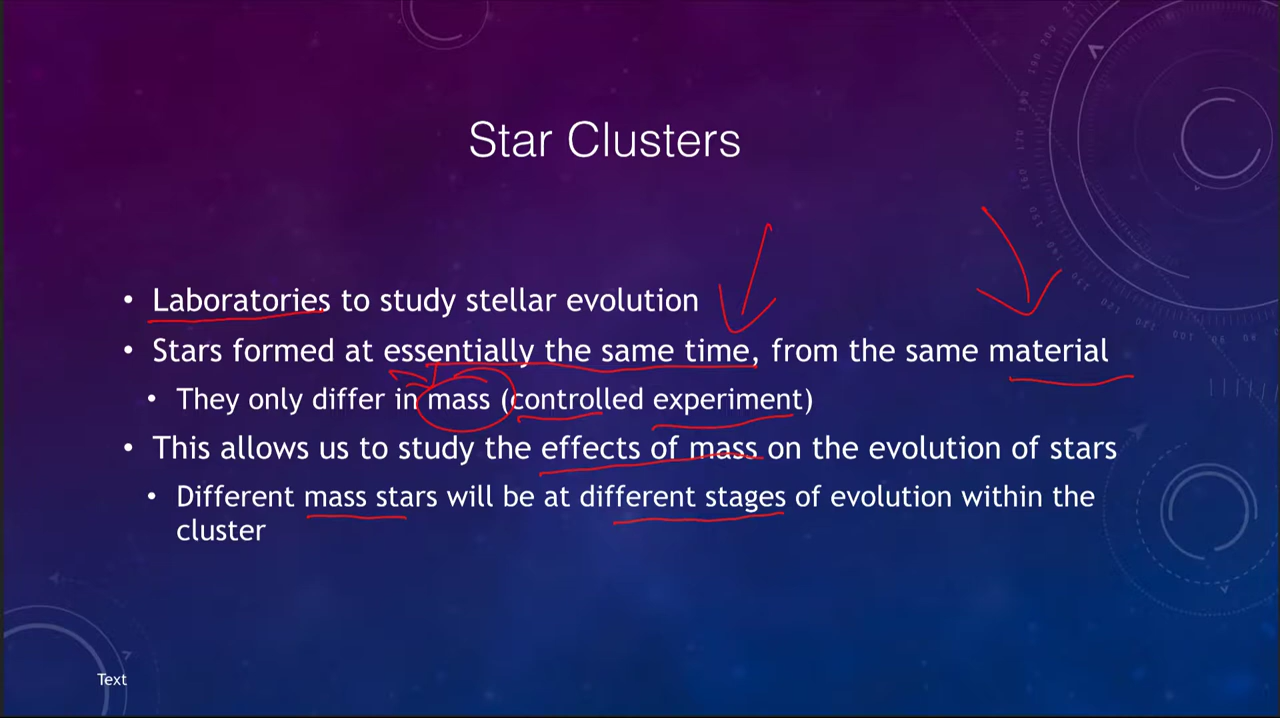 Star Clusters
• Laboratories to study stellar evolution
• Stars formed at essentially the same time, from the same material
• They only differ in mass (controlled experiment)
• This allows us to study the effects of mass on the evolution of stars
• Different mass stars will be at different stages of evolution within the
cluster
Text